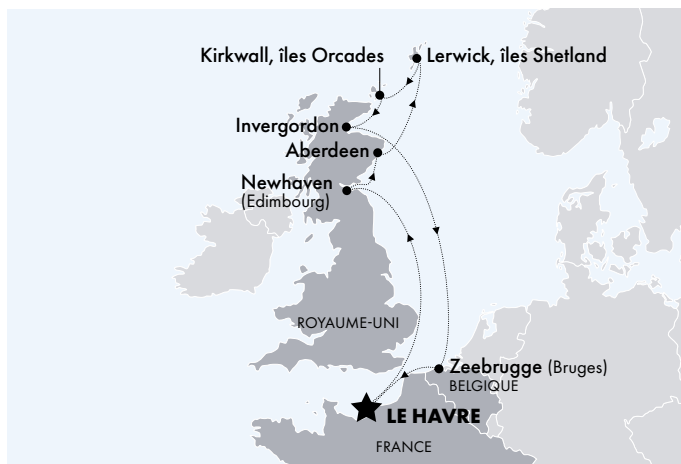 Kirkwall, îles Orcades
Lerwick, îles Shetland
Invergordon
Aberdeen
Newhaven
(Edimbourg)
ROYAUME-UNI
Zeebrugge (Bruges)
BELGIQUE
LE HAVRE
FRANCE